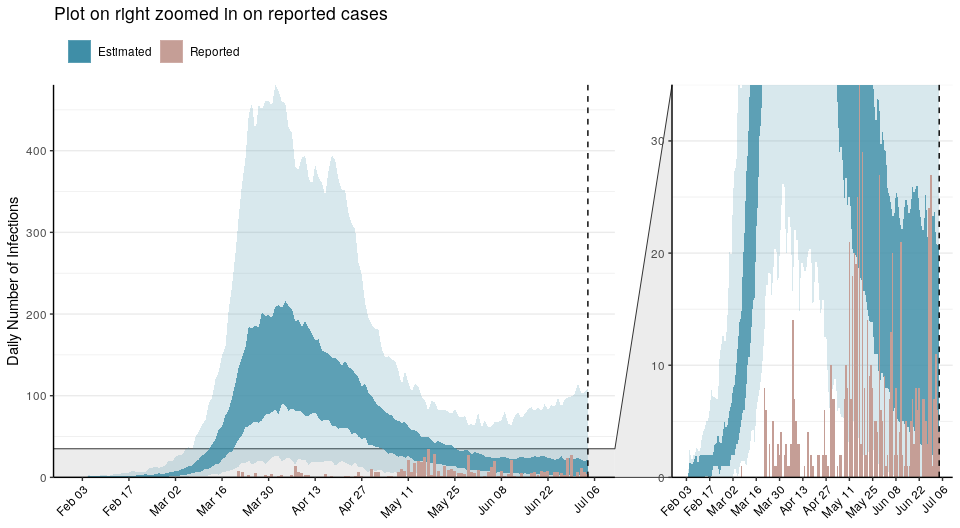 Plot on right zoomed in on reported cases
Estimated Reported
Daily Number of Infections
400
300
200
100
0
Feb 03 Feb 17 Mar 02 Mar 16 Mar 30 Apr 13 Apr 27 May 11 May 25 Jun 08 Jun 22 Jul 06
30
20
10
0
Feb 03 Feb 17 Mar 02 Mar 16 Mar 30 Apr 13 Apr 27 May 11 May 25 Jun 08 Jun 22 Jul 06